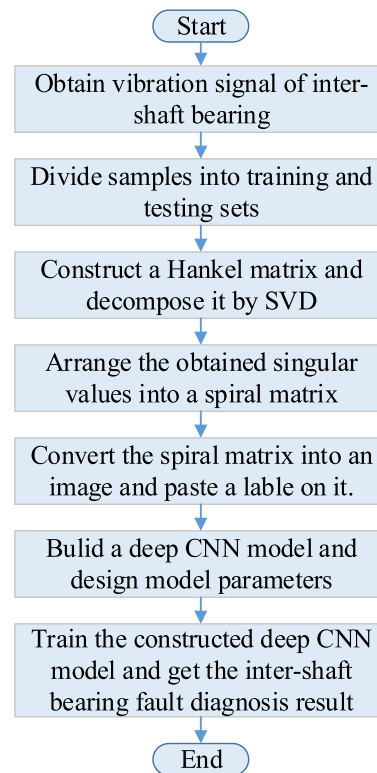 Start
Obtain vibration signal of inter-
shaft bearing
Divide samples into training and
testing sets
Construct a Hankel matrix and
decompose it by SVD
Arrange the obtained singular
values into a spiral matrix
Convert the spiral matrix into an
image and paste a lable on it.
Bulid a deep CNN model and
design model parameters
Train the constructed deep CNN
model and get the inter-shaft
bearing fault diagnosis result
End